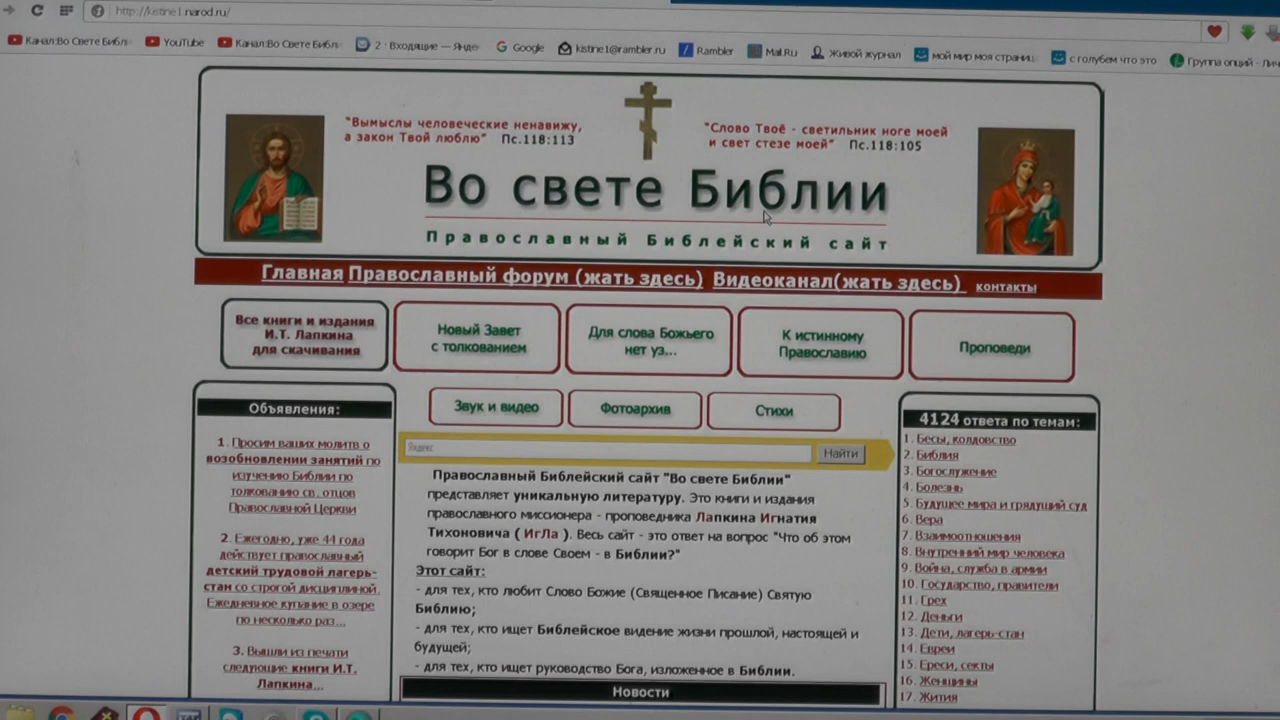 http://kistine1.narod.ru/
Канал:Во Свете Библ
YouTube
Канал:Во Свете Библ
2 · Входящие — Янде
Google
kistine1@rambler.ru
Rambler
Mail.Ru
Живой журнал
мой мир моя страниц
с голубем что это
Группа опций - Лич
"Вымыслы человеческие ненавижу,
а закон Твой люблю" Пс.118:113
"Слово Твоё - светильник ноге моей
и свет стезе моей" Пс.118:105
Во свете Библии
Православный Библейский сайт
Главная Православный форум (жать здесь) Видеоканал(жать здесь) контакты
Все книги и издания
И.Т. Лапкина
для скачивания
Новый Завет
с толкованием
Для слова Божьего
нет уз...
К истинному
Православию
Проповеди
Звук и видео
Фотоархив
Стихи
Объявления:
1. Просим ваших молитв о
возобновлении занятий по
изучению Библии по
толкованию св. отцов
Православной Церкви
2. Ежегодно, уже 44 года
действует православный
детский трудовой лагерь-
стан со строгой дисциплиной.
Ежедневное купание в озере
по несколько раз...
3. Вышли из печати
следующие книги И.Т.
Лапкина...
Яндекс
Найти
Православный Библейский сайт "Во свете Библии"
представляет уникальную литературу. Это книги и издания
православного миссионера - проповедника Лапкина Игнатия
Тихоновича ( ИгЛа ). Весь сайт - это ответ на вопрос "Что об этом
говорит Бог в слове Своем - в Библии?"
Этот сайт:
- для тех, кто любит Слово Божие (Священное Писание) Святую
Библию;
- для тех, кто ищет Библейское видение жизни прошлой, настоящей и
будущей;
- для тех, кто ищет руководство Бога, изложенное в Библии.
Новости
4124 ответа по темам:
1. Бесы, колдовство
2. Библия
3. Богослужение
4. Болезнь
5. Будущее мира и грядущий суд
6. Вера
7. Взаимоотношения
8. Внутренний мир человека
9. Война, служба в армии
10. Государство, правители
11. Грех
12. Деньги
13. Дети, лагерь-стан
14. Евреи
15. Ереси, секты
16. Женщины
17. Жития